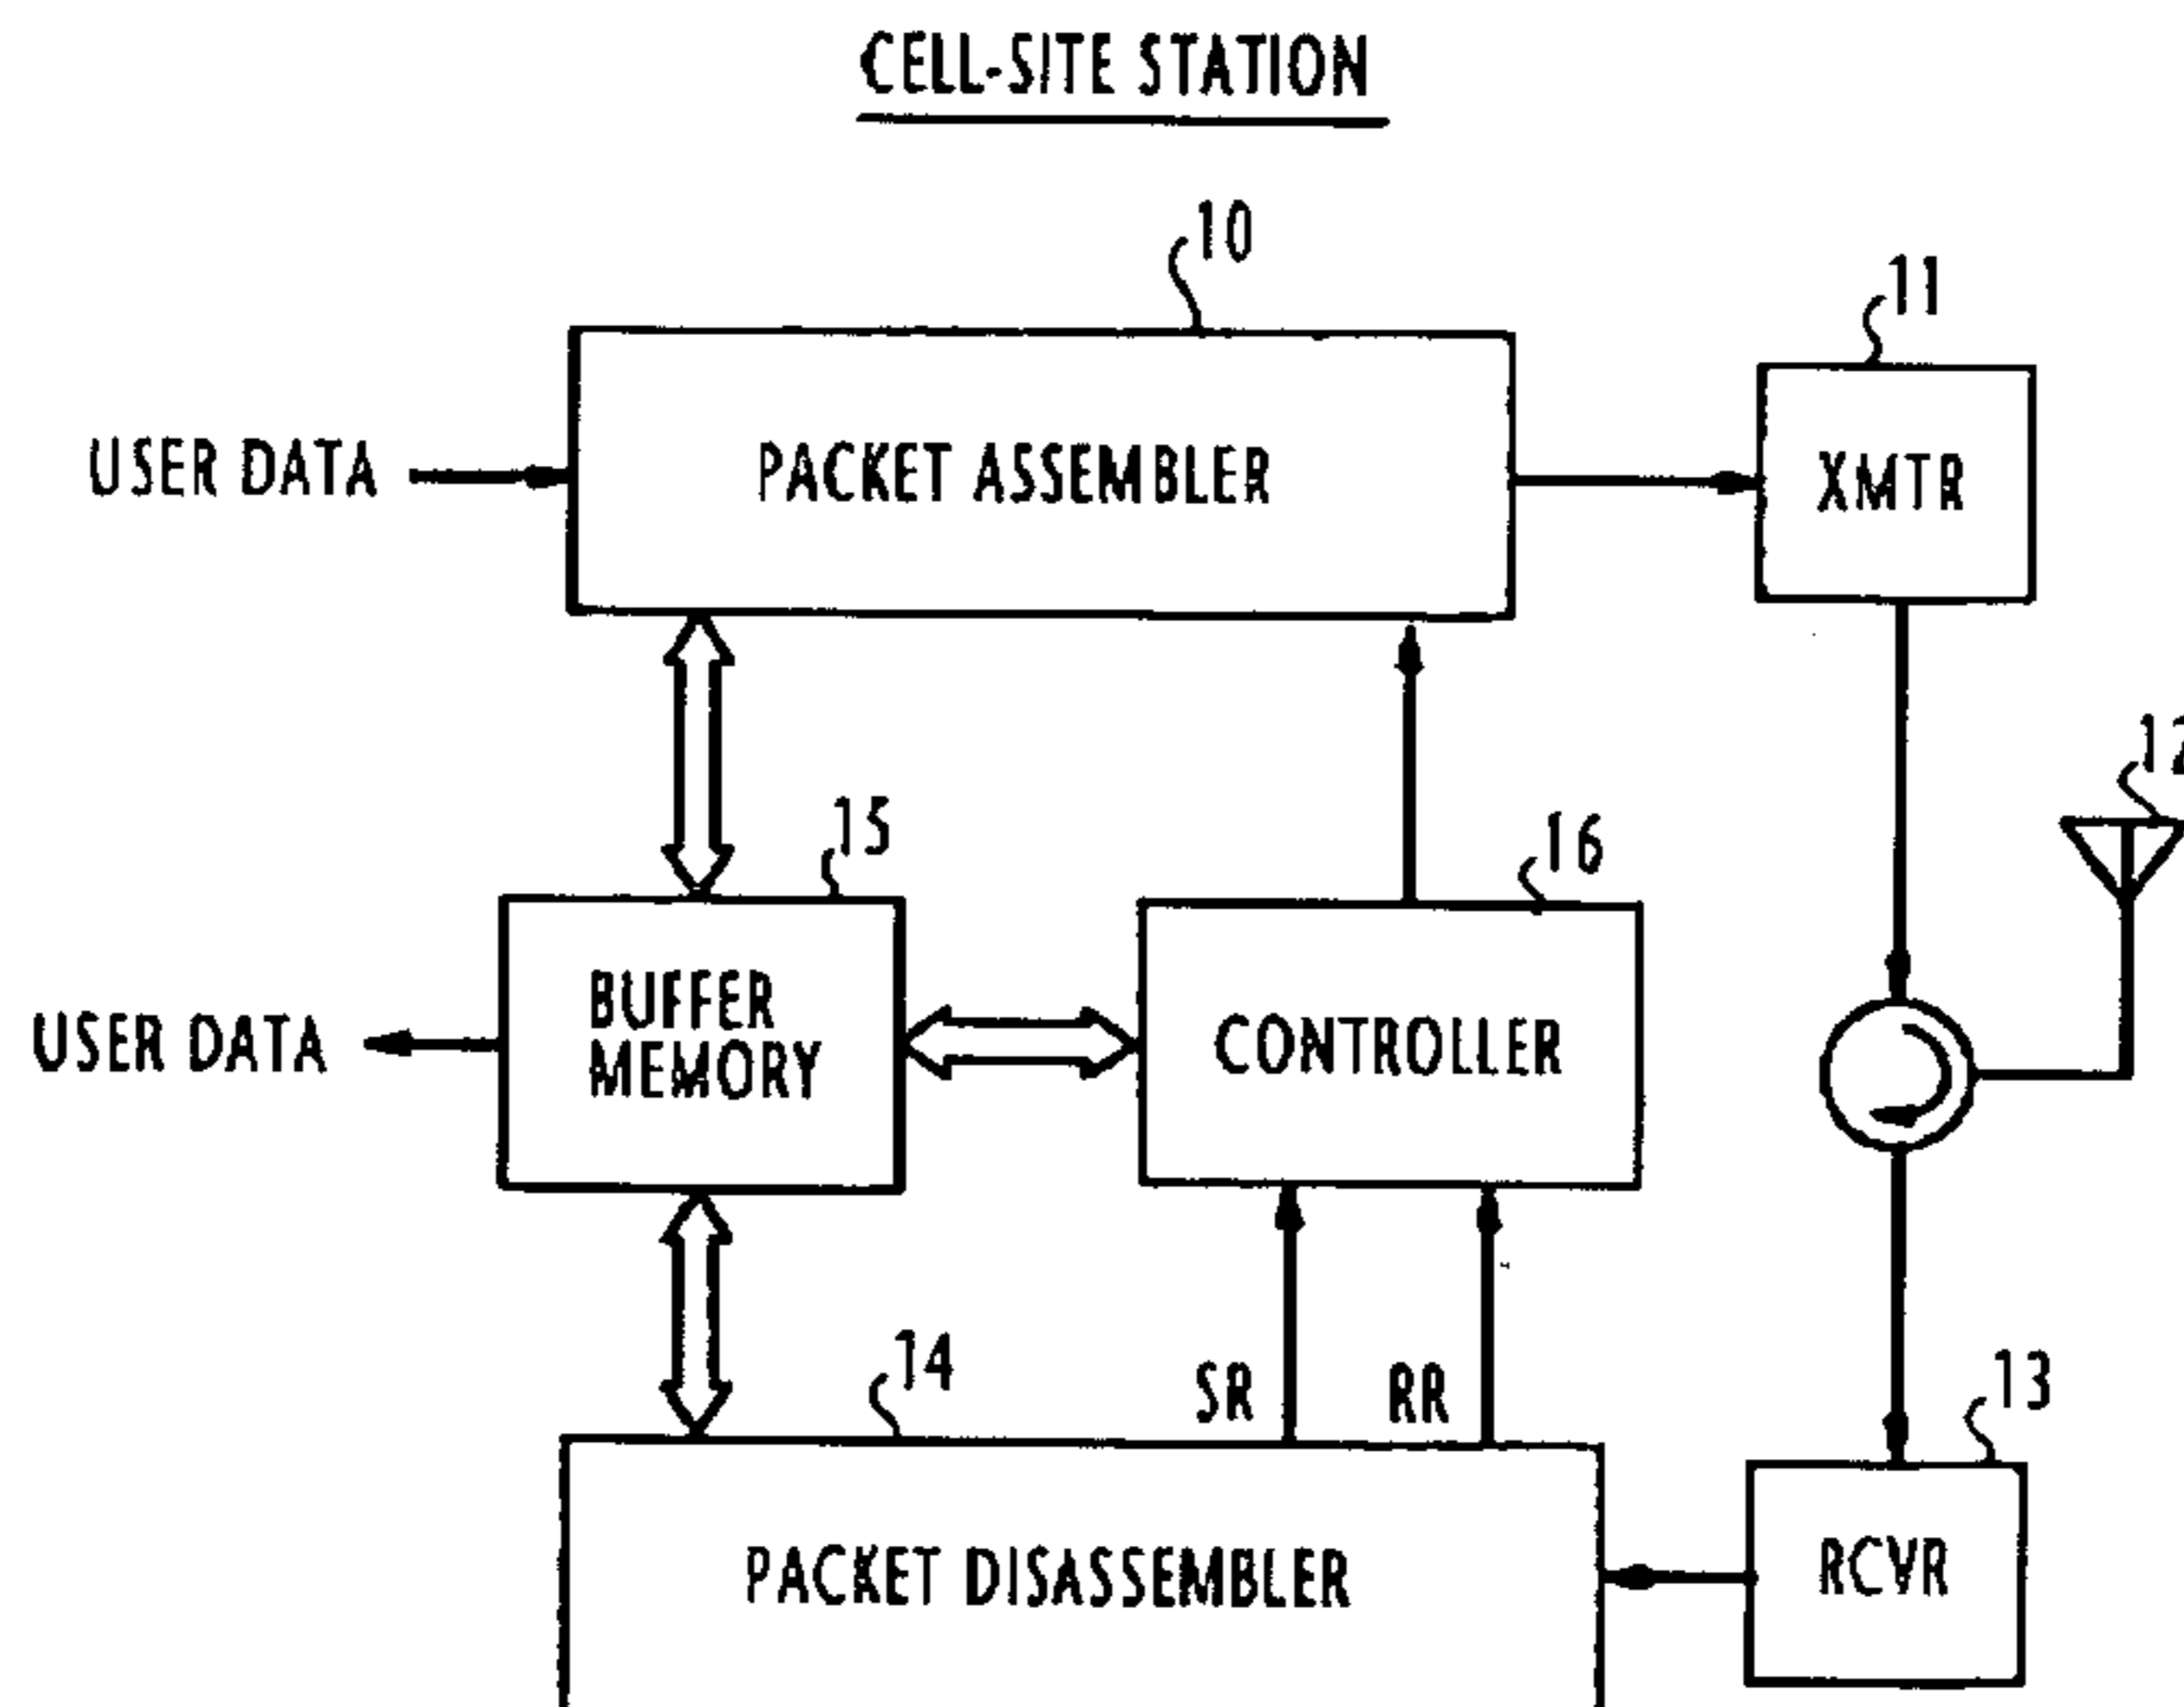 CELL-SITE STATION
10
11
USER DATA
PACKET ASSEMBLER
XMTR
12
15
16
BUFFER
MEMORY
USER DATA
CONTROLLER
14
SR
RR
13
PACKET DISASSEMBLER
RCVR